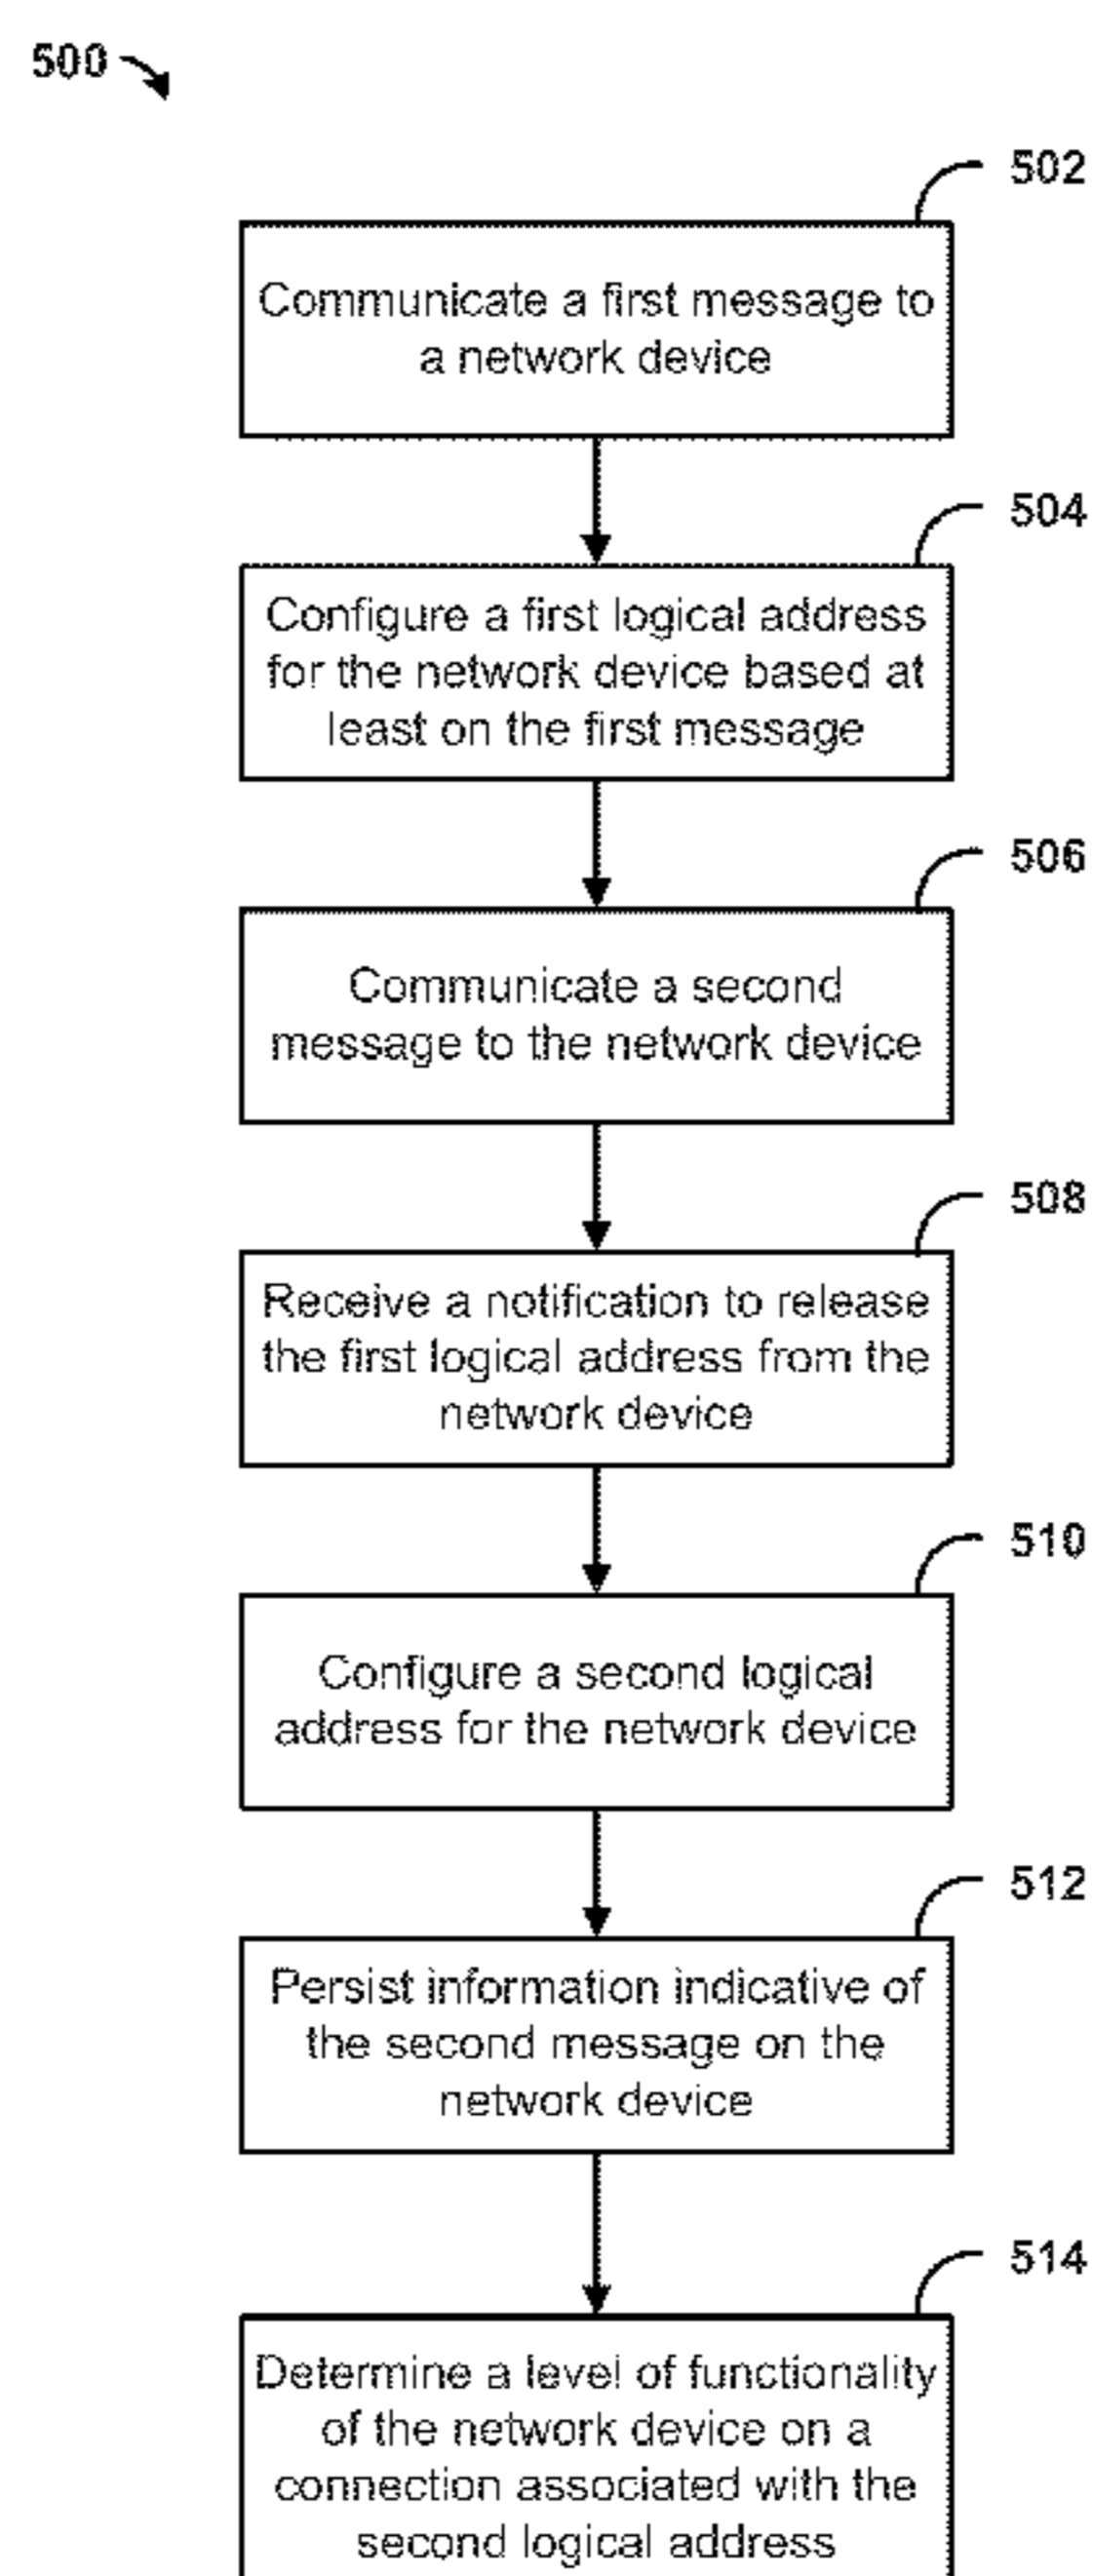 500
502
Communicate a first message to
a network device
504
Configure a first logical address
for the network device based at
least on the first message
506
Communicate a second
message to the network device
508
Receive a notification to release
the first logical address from the
network device
510
Configure a second logical
address for the network device
512
Persist information indicative of
the second message on the
network device
514
Determine a level of functionality
of the network device on a
connection associated with the
second logical address